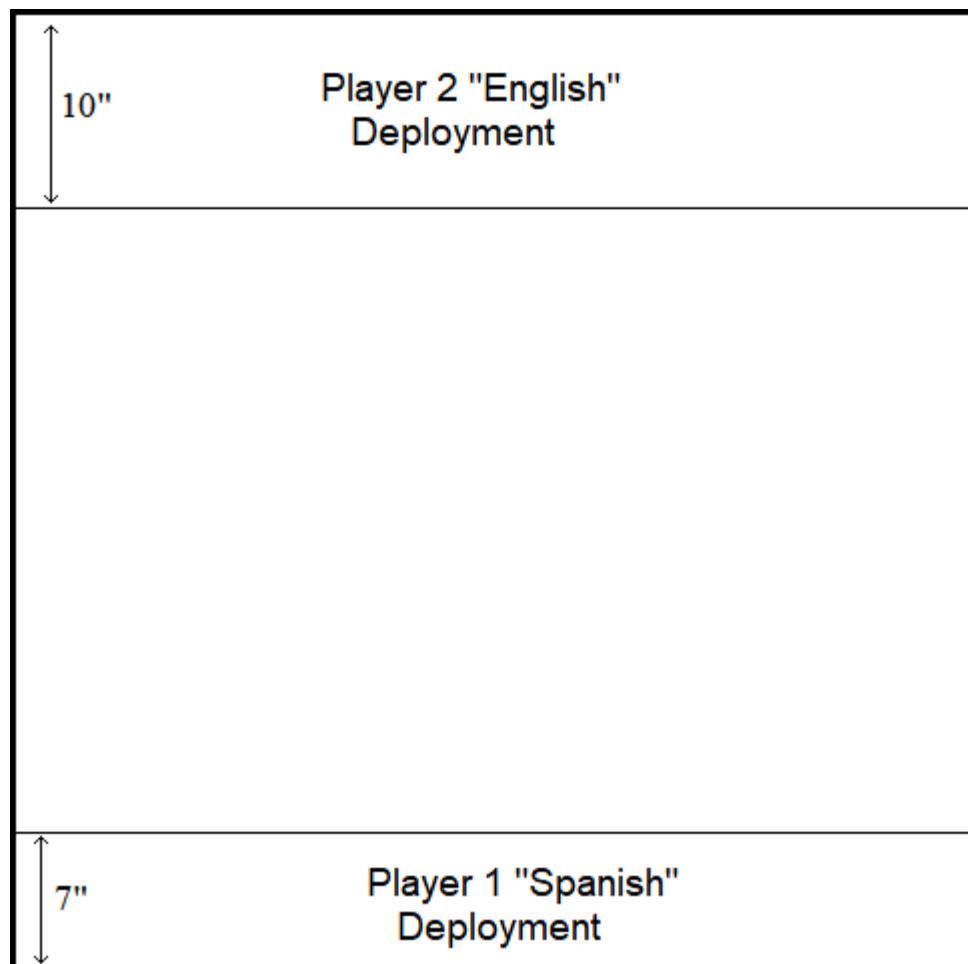 Player 2 "English"
Deployment
10"
Player 1 "Spanish"
Deployment
7"